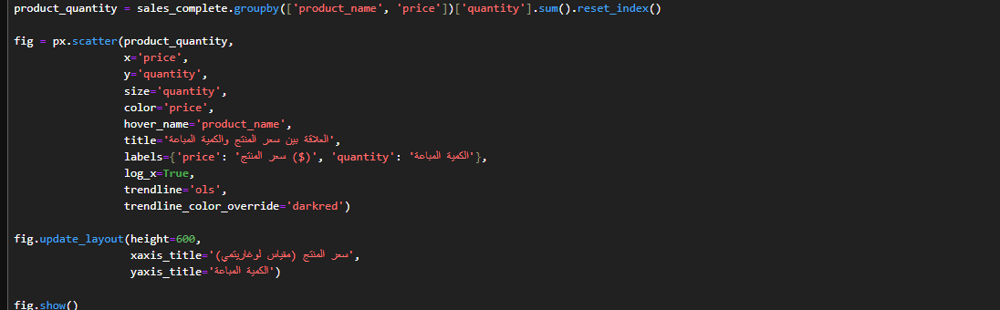 product_quantity = sales_complete.groupby(['product_name', 'price'])['quantity'].sum().reset_index()
fig = px.scatter(product_quantity,
x='price',
y='quantity',
size='quantity',
color='price',
hover_name='product_name',
title='العلاقة بين سعر المنتج والكمية المباعة',
labels={'price': 'سعر المنتج ($)', 'quantity': 'الكمية المباعة'},
log_x=True,
trendline='ols',
trendline_color_override='darkred')
fig.update_layout(height=600,
xaxis_title='سعر المنتج (مقياس لوغاريتمي)',
yaxis_title='الكمية المباعة')
fig.show()